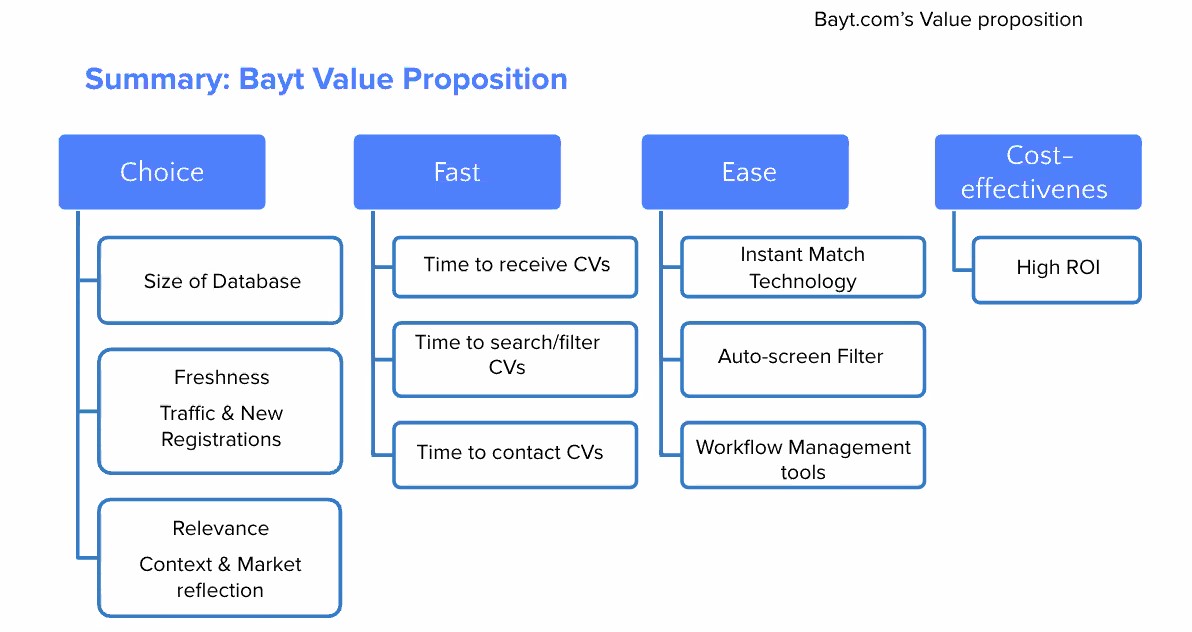 Bayt.com’s Value proposition
Summary: Bayt Value Proposition
Choice
Size of Database
Freshness
Traffic & New
Registrations
Relevance
Context & Market
reflection
Fast
Time to receive CVs
Time to search/filter
CVs
Time to contact CVs
Ease
Instant Match
Technology
Auto-screen Filter
Workflow Management
tools
Cost-
effectivenes
High ROI